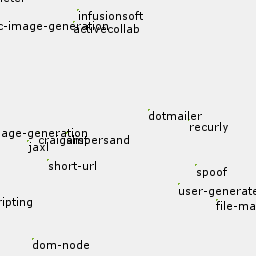 infusionsoft
c-image-generation
activecollab
dotmailer
recurly
age-generation
craigslist
ampersand
jaxl
short-url
spoof
user-generate
file-ma
ripting
dom-node